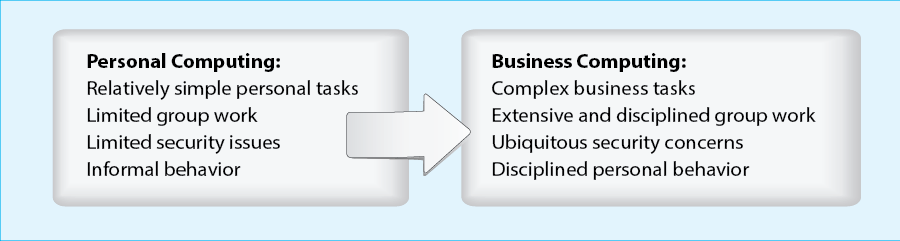 Personal Computing:
Relatively simple personal tasks
Limited group work
Limited security issues
Informal behavior
Business Computing:
Complex business tasks
Extensive and disciplined group work
Ubiquitous security concerns
Disciplined personal behavior